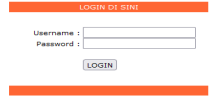 LOGIN DI SINI
Username :
Password :
LOGIN